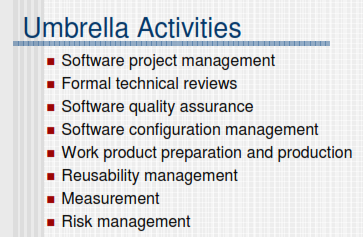 Umbrella Activities
Software project management
Formal technical reviews
Software quality assurance
Software configuration management
Work product preparation and production
Reusability management
Measurement
Risk management